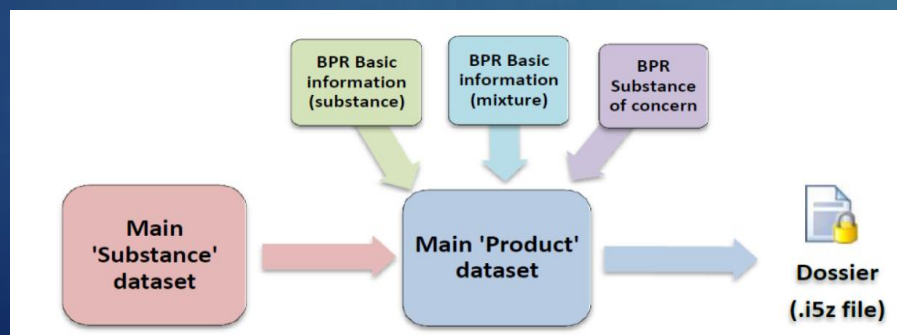 BPR Basic
information
(substance)
BPR Basic
information
(mixture)
BPR
Substance
of concern
Main
'Substance'
dataset
Main 'Product'
dataset
Dossier
(.i5z file)